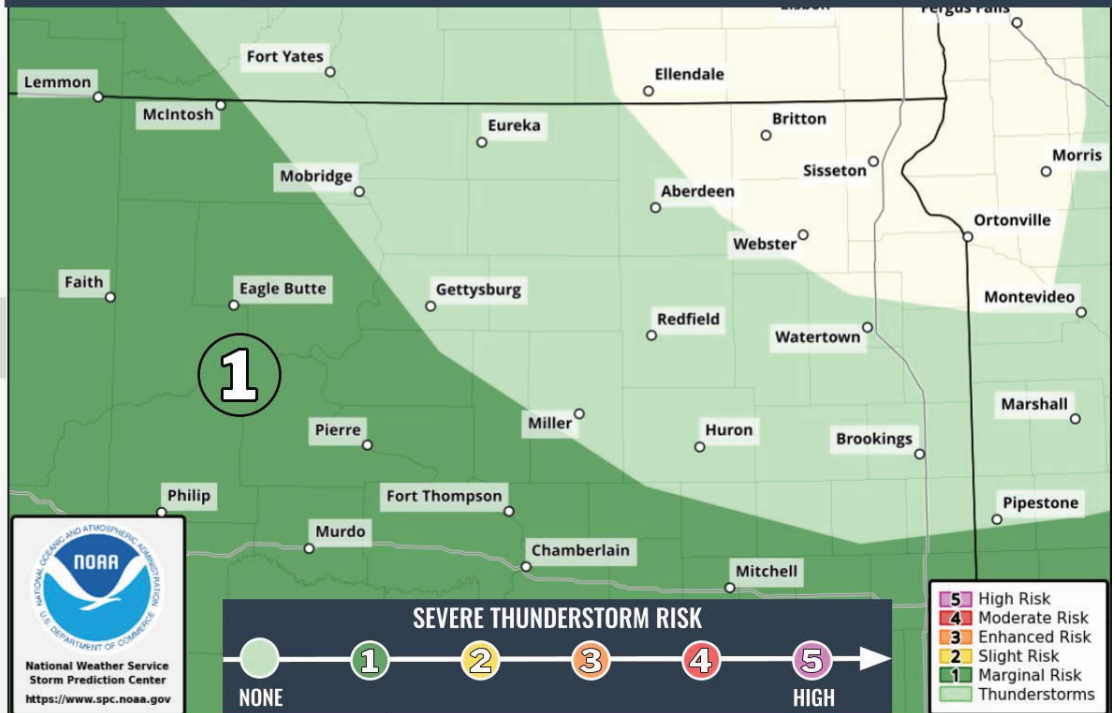 Lisbon
Fergus Falls
Fort Yates
Ellendale
Lemmon
McIntosh
Britton
Eureka
Morris
Sisseton
Mobridge
Aberdeen
Ortonville
Webster
Faith
Eagle Butte
Gettysburg
Montevideo
Redfield
Watertown
1
Marshall
Miller
Pierre
Huron
Brookings
Philip
Fort Thompson
Pipestone
Murdo
Chamberlain
Mitchell
NATIONAL OCEANIC AND ATMOSPHERIC ADMINISTRATION
NOAA
U.S. DEPARTMENT OF COMMERCE
National Weather Service
Storm Prediction Center
https://www.spc.noaa.gov
SEVERE THUNDERSTORM RISK
1 2 3 4 5
NONE HIGH
5 High Risk
4 Moderate Risk
3 Enhanced Risk
2 Slight Risk
1 Marginal Risk
Thunderstorms